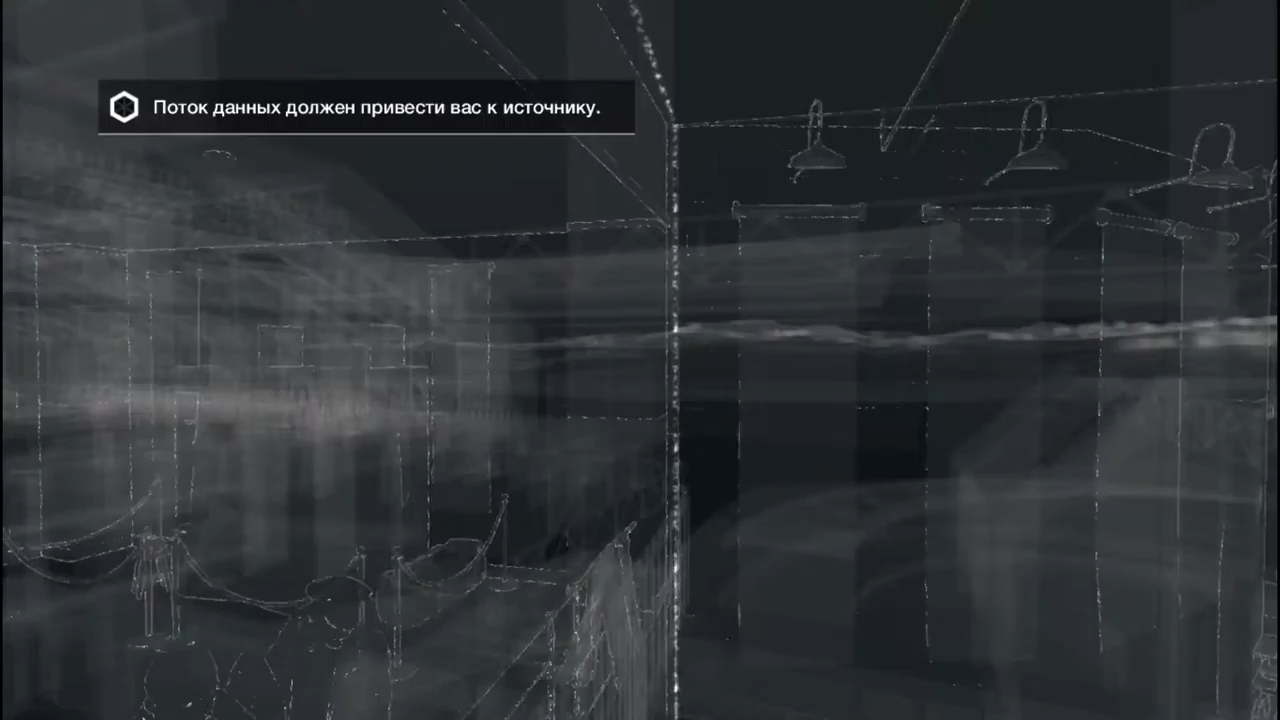 Поток данных должен привести вас к источнику.